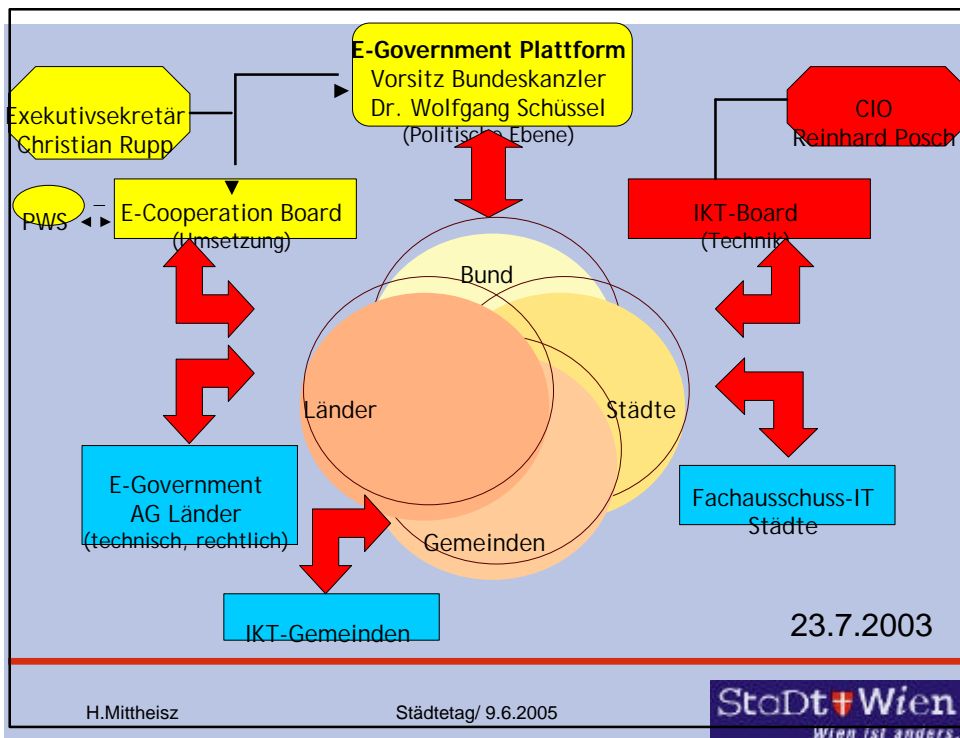 E-Government Plattform
Vorsitz Bundeskanzler
Dr. Wolfgang Schüssel
(Politische Ebene)
Exekutivsekretär
Christian Rupp
CIO
Reinhard Posch
PWS
E-Cooperation Board
(Umsetzung)
IKT-Board
(Technik)
Bund
Länder
Städte
Gemeinden
E-Government
AG Länder
(technisch, rechtlich)
Fachausschuss-IT
Städte
IKT-Gemeinden
23.7.2003
H.Mittheisz
Städtetag/ 9.6.2005
StaDt Wien
Wien ist anders.